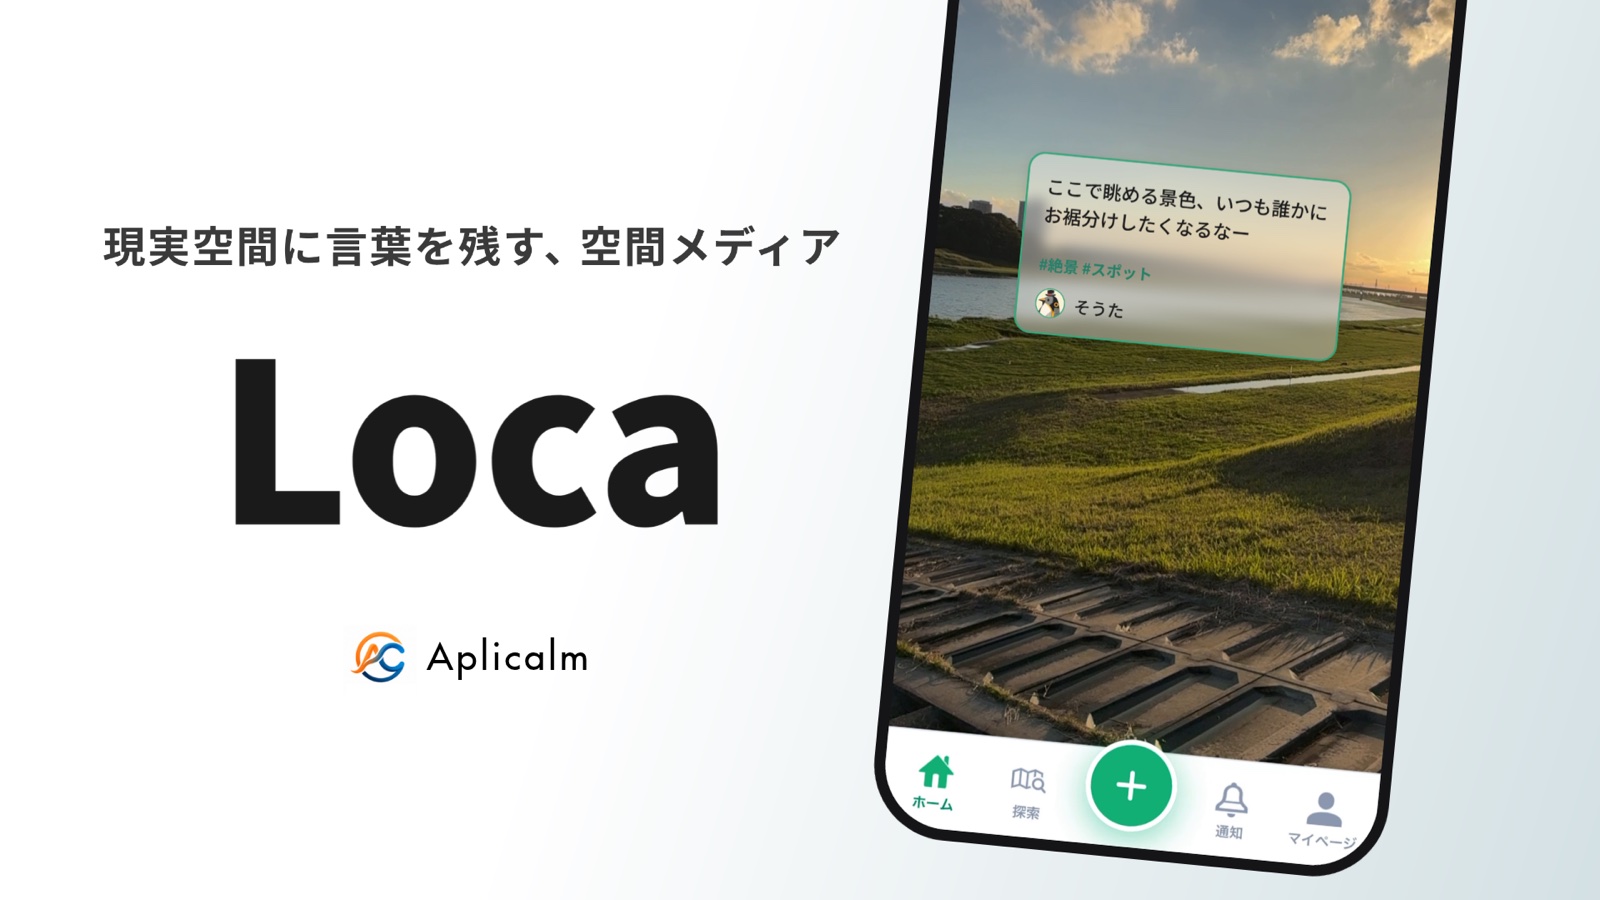 現実空間に言葉を残す、空間メディア
Loca
Aplicalm
ここで眺める景色、いつも誰かに
お裾分けしたくなるなー
#絶景 #スポット
そうた
ホーム
探索
通知
マイページ